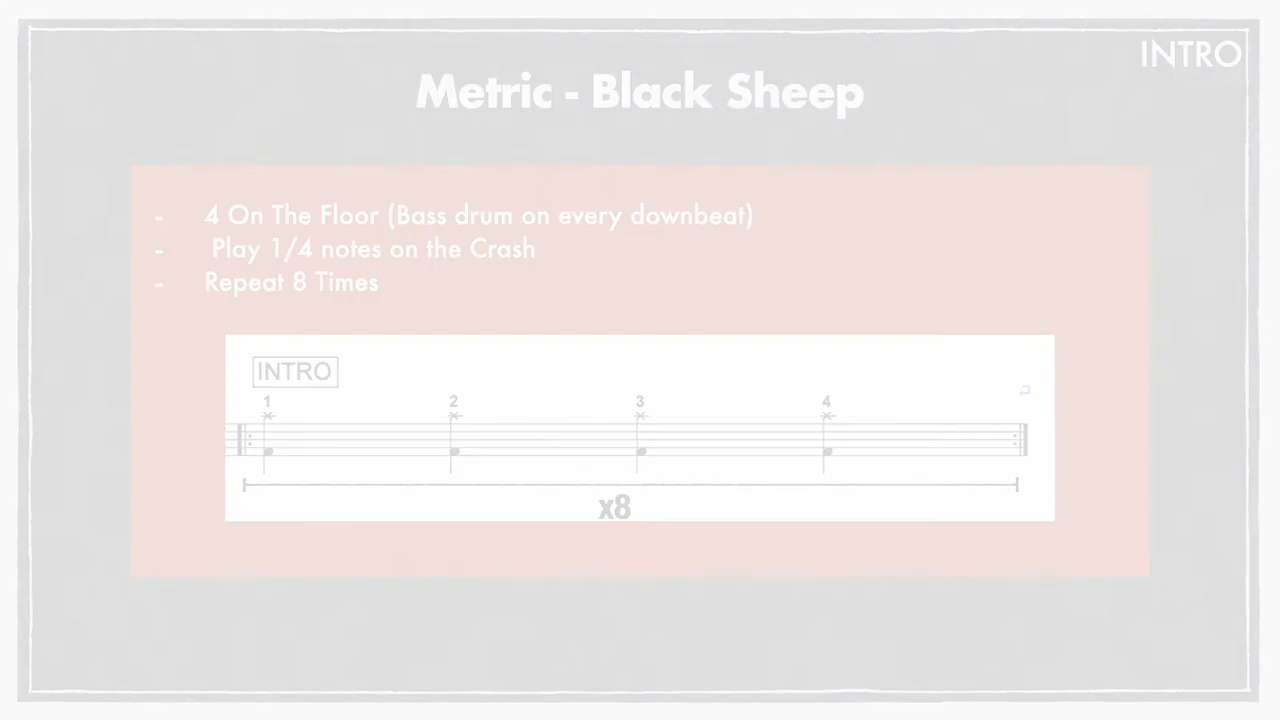 INTRO
Metric - Black Sheep
- 4 On The Floor (Bass drum on every downbeat)
- Play 1/4 notes on the Crash
- Repeat 8 Times
INTRO
1 2 3 4
x8